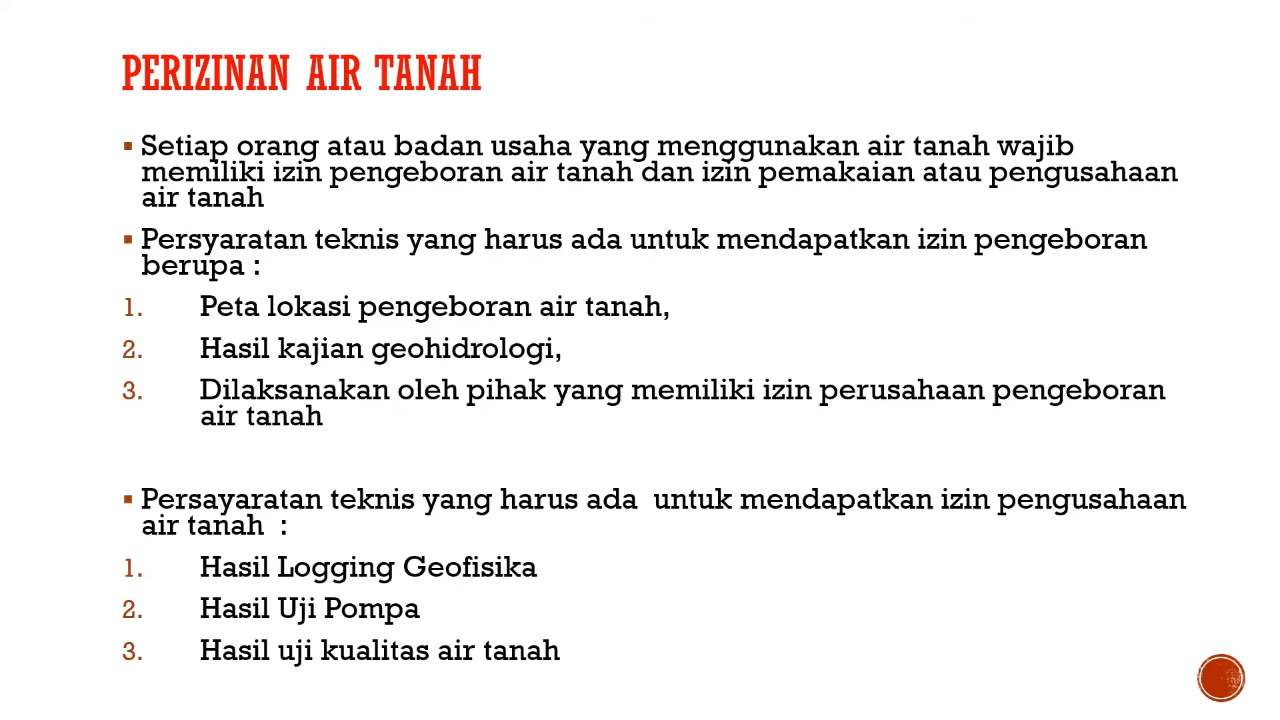 PERIZINAN AIR TANAH
▪ Setiap orang atau badan usaha yang menggunakan air tanah wajib
memiliki izin pengeboran air tanah dan izin pemakaian atau pengusahaan
air tanah
▪ Persyaratan teknis yang harus ada untuk mendapatkan izin pengeboran
berupa :
1. Peta lokasi pengeboran air tanah,
2. Hasil kajian geohidrologi,
3. Dilaksanakan oleh pihak yang memiliki izin perusahaan pengeboran
air tanah
▪ Persayaratan teknis yang harus ada  untuk mendapatkan izin pengusahaan
air tanah  :
1. Hasil Logging Geofisika
2. Hasil Uji Pompa
3. Hasil uji kualitas air tanah